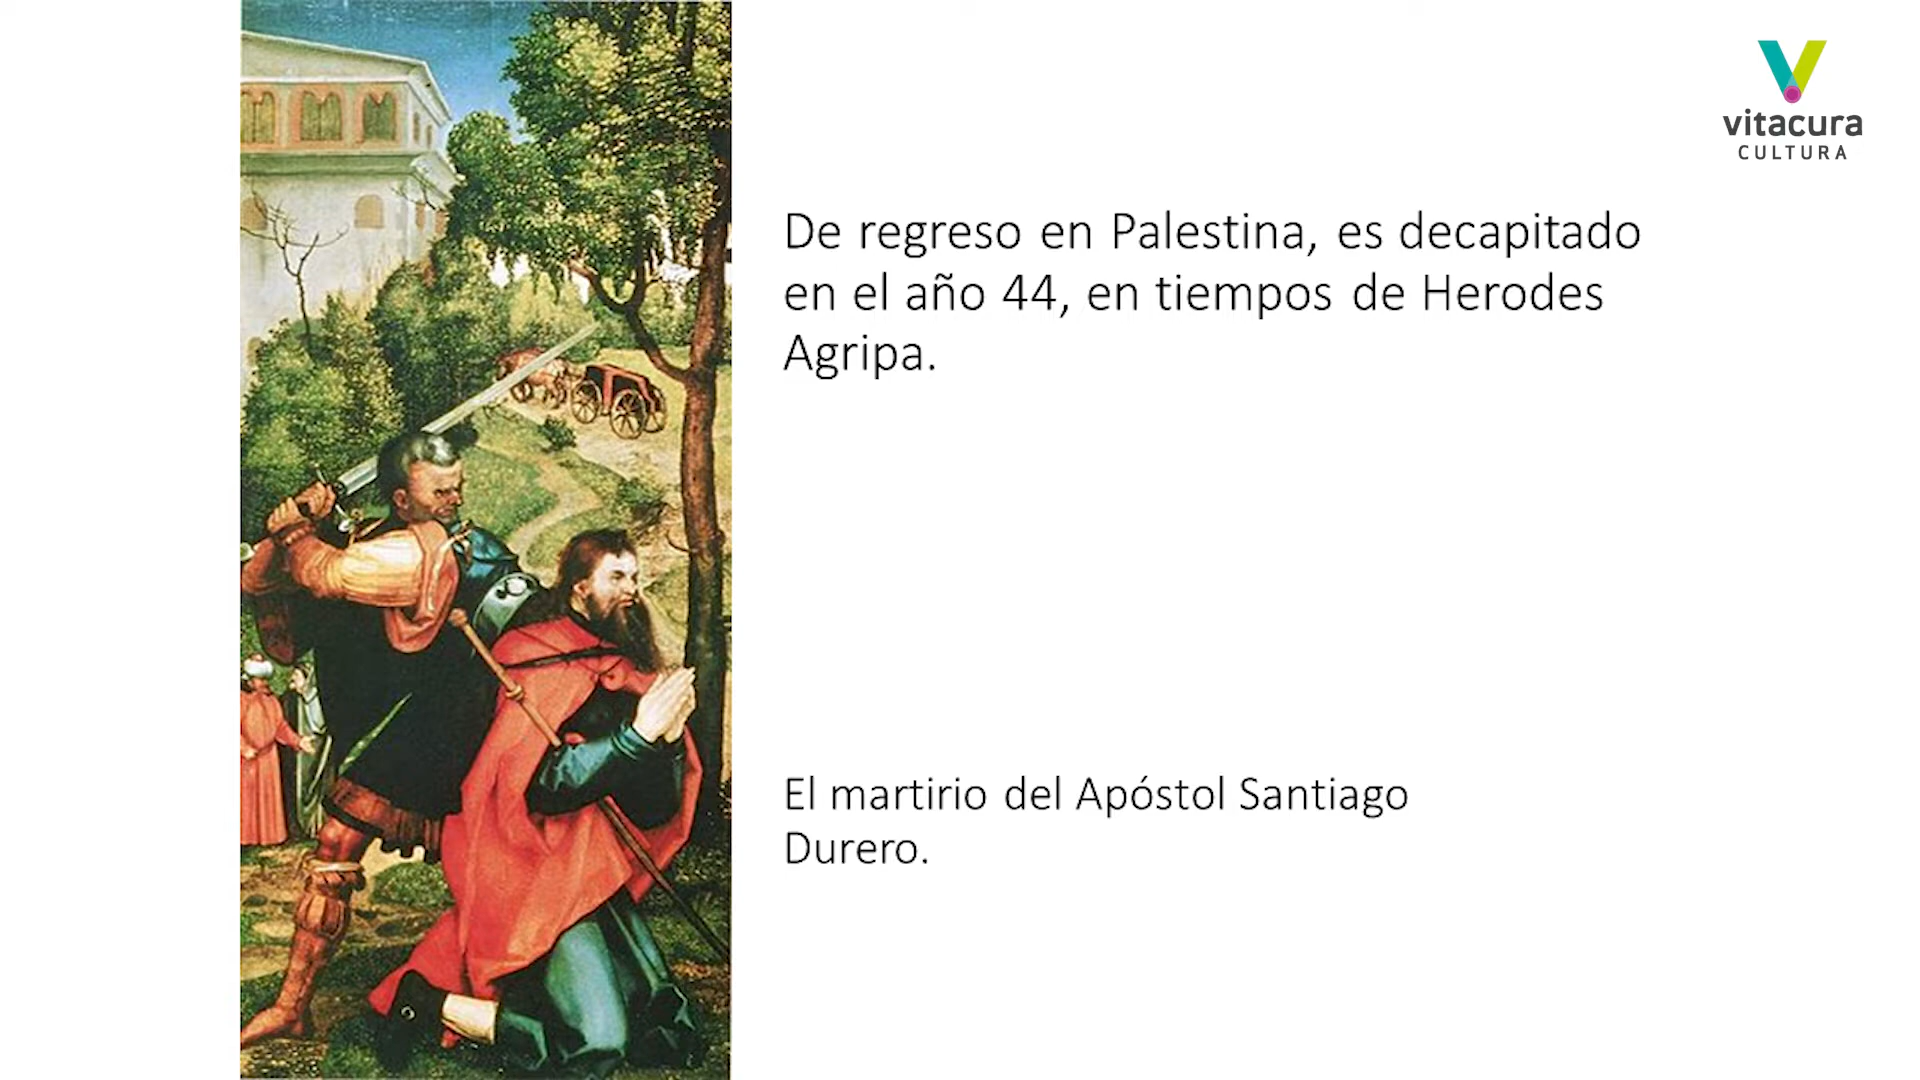 vitacura
CULTURA
De regreso en Palestina, es decapitado
en el año 44, en tiempos de Herodes
Agripa.
El martirio del Apóstol Santiago
Durero.